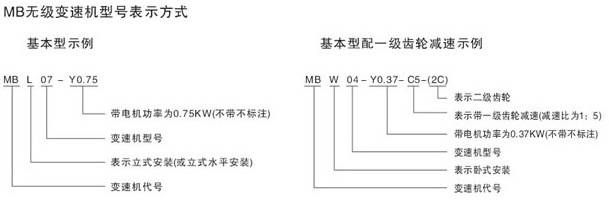 MB无级变速机型号表示方式
基本型示例
MB L 07 - Y0.75
带电机功率为0.75KW(不带不标注)
变速机型号
表示立式安装(或立式水平安装)
变速机代号
基本型配一级齿轮减速示例
MB W 04-Y0.37-C5-(2C)
表示二级齿轮
表示带一级齿轮减速(减速比为1:5)
带电机功率为0.37KW(不带不标注)
变速机型号
表示卧式安装
变速机代号